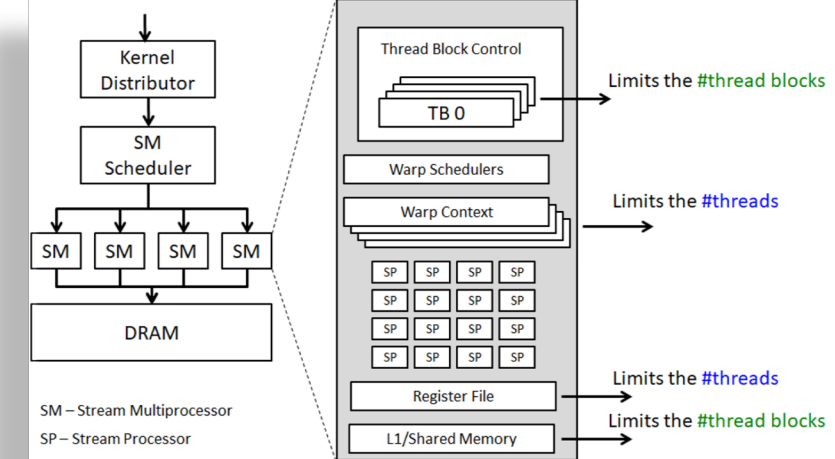 Kernel
Distributor
SM
Scheduler
SM SM SM SM
DRAM
SM – Stream Multiprocessor
SP – Stream Processor
Thread Block Control
TB 0
Warp Schedulers
Warp Context
SP SP SP SP
SP SP SP SP
SP SP SP SP
SP SP SP SP
Register File
L1/Shared Memory
Limits the #thread blocks
Limits the #threads
Limits the #threads
Limits the #thread blocks